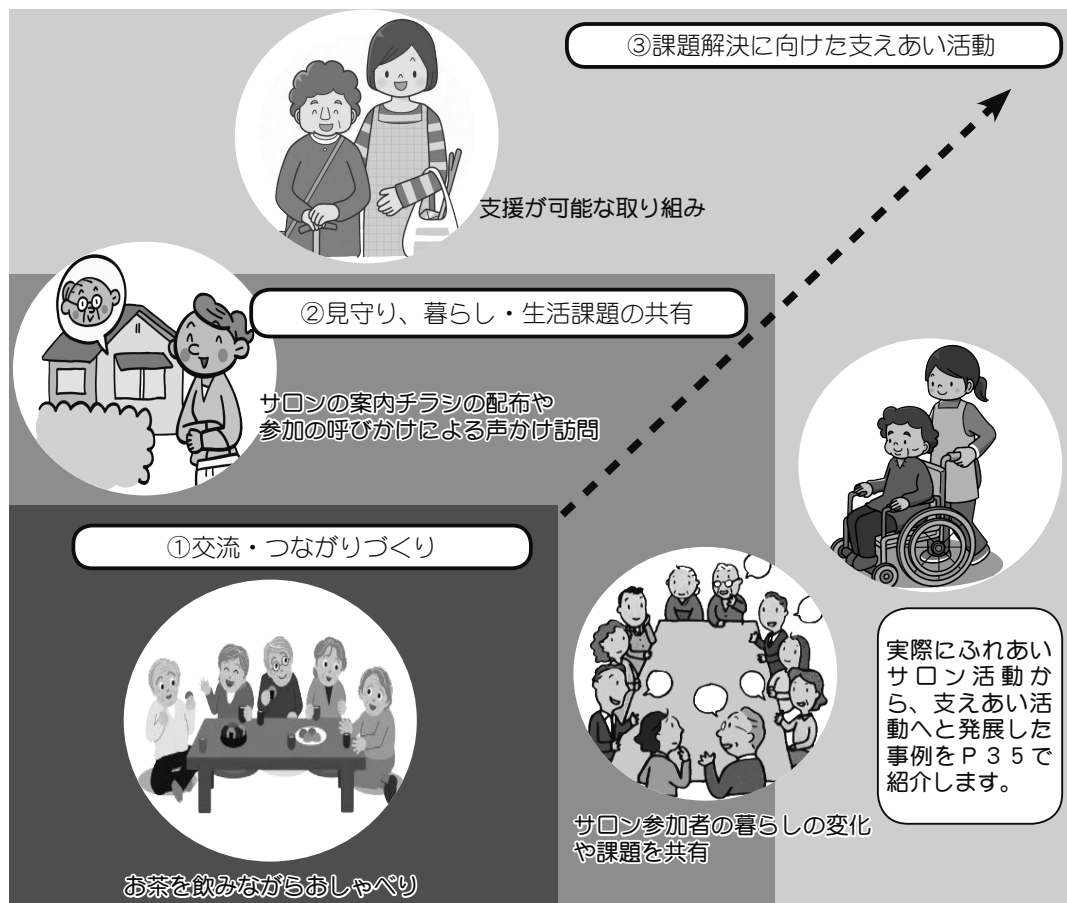 ③課題解決に向けた支えあい活動
支援が可能な取り組み
②見守り、暮らし・生活課題の共有
サロンの案内チラシの配布や
参加の呼びかけによる声かけ訪問
①交流・つながりづくり
お茶を飲みながらおしゃべり
サロン参加者の暮らしの変化
や課題を共有
実際にふれあい
サロン活動か
ら、支えあい活
動へと発展した
事例をＰ３５で
紹介します。